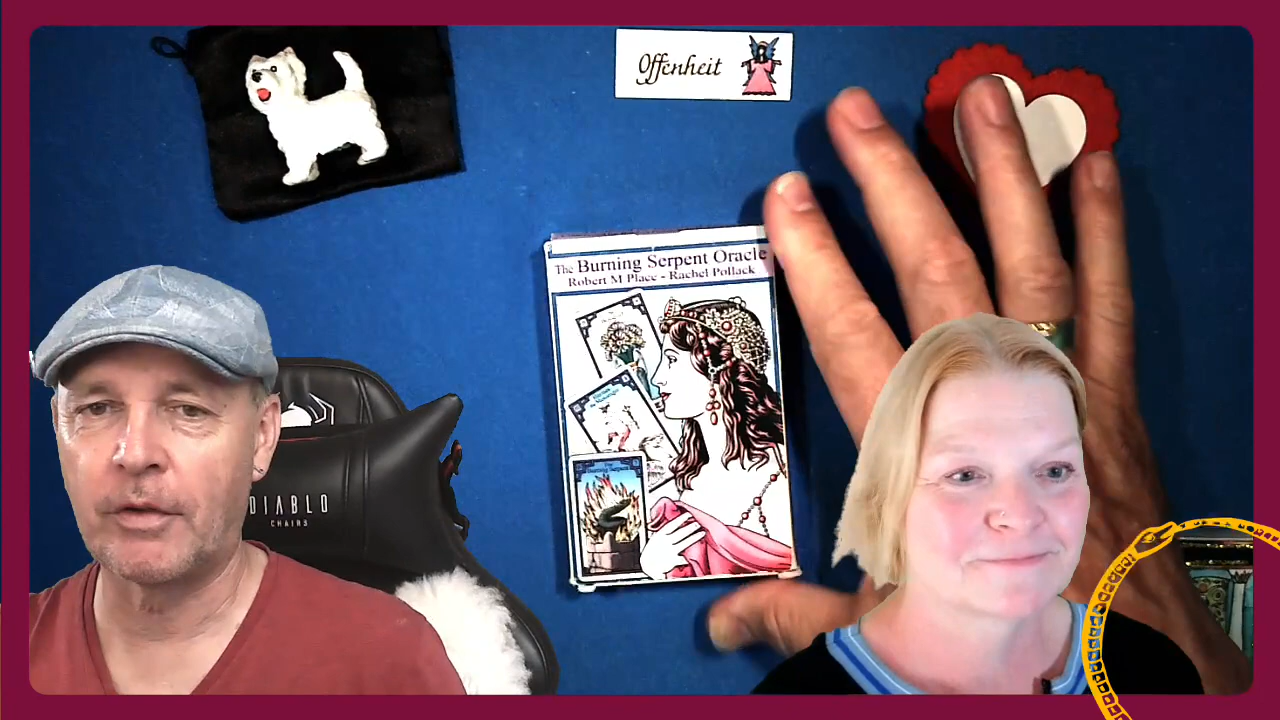 Offenheit
The Burning Serpent Oracle
Robert M Place - Rachel Pollack
DIABLO
CHAIRS